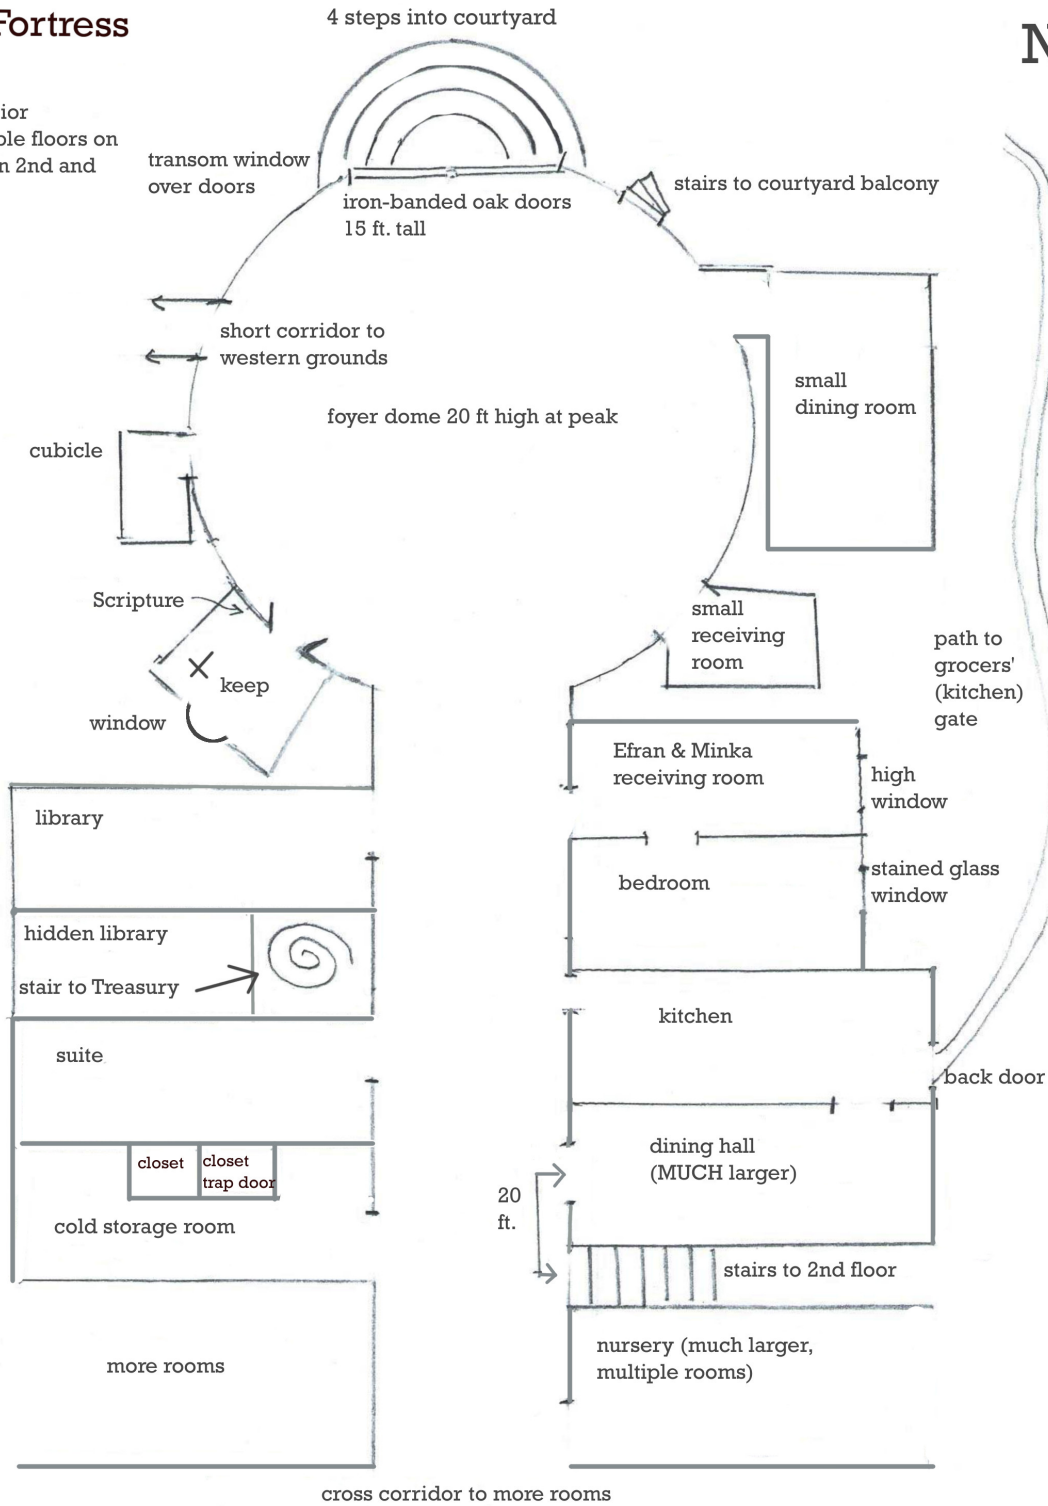 Fortress
4 steps into courtyard
N
ior
ble floors on
n 2nd and
transom window
over doors
iron-banded oak doors
15 ft. tall
stairs to courtyard balcony
short corridor to
western grounds
foyer dome 20 ft high at peak
small
dining room
cubicle
Scripture
keep
window
small
receiving
room
path to
grocers'
(kitchen)
gate
Efran & Minka
receiving room
high
window
library
bedroom
stained glass
window
hidden library
stair to Treasury
kitchen
suite
back door
closet
closet
trap door
dining hall
(MUCH larger)
20
ft.
cold storage room
stairs to 2nd floor
nursery (much larger,
multiple rooms)
more rooms
cross corridor to more rooms